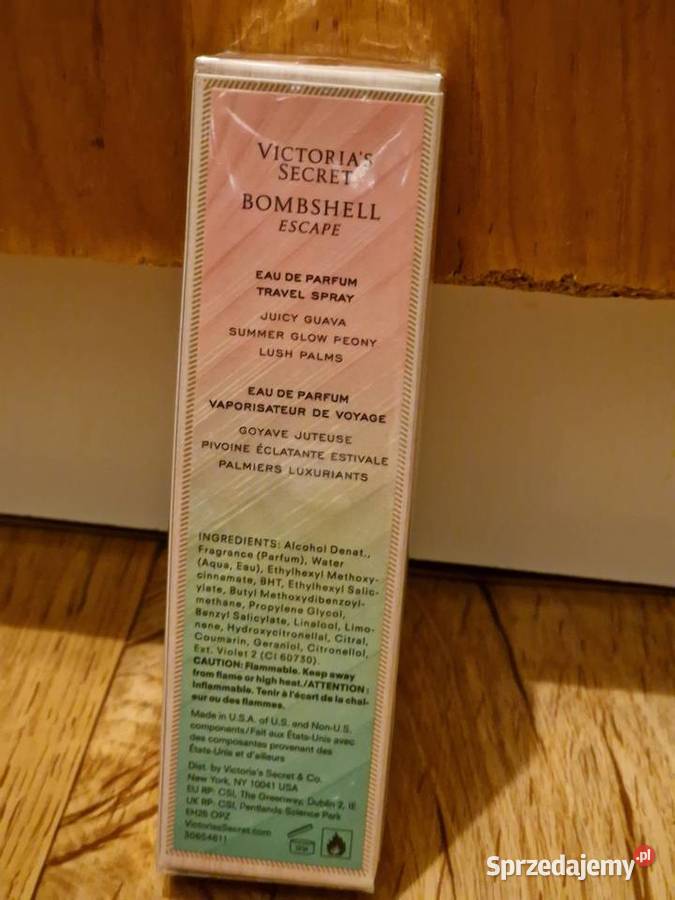 VICTORIA'S
SECRET
BOMBSHELL
ESCAPE
EAU DE PARFUM
TRAVEL SPRAY
JUICY GUAVA
SUMMER GLOW PEONY
LUSH PALMS
EAU DE PARFUM
VAPORISATEUR DE VOYAGE
GOYAVE JUTEUSE
PIVOINE ÉCLATANTE ESTIVALE
PALMIERS LUXURIANTS
INGREDIENTS: Alcohol Denat.,
Fragrance (Parfum), Water
(Aqua, Eau), Ethylhexyl Methoxy-
cinnamate, BHT, Ethylhexyl Salic-
ylate, Butyl Methoxydibenzoyl-
methane, Propylene Glycol,
Benzyl Salicylate, Linalool, Limo-
nene, Hydroxycitronellal, Citral,
Coumarin, Geraniol, Citronellol,
Ext. Violet 2 (CI 60730).
CAUTION: Flammable. Keep away
from flame or high heat./ATTENTION:
Inflammable. Tenir à l'écart de la chal-
eur ou des flammes.
Made in U.S.A. of U.S. and Non-U.S.
components/Fait aux États-Unis avec
des composantes provenant des
États-Unis et d'ailleurs
Dist. by Victoria's Secret & Co.
New York, NY 10041 USA
EU RP: CSI, The Greenway, Dublin 2, IE
UK RP: CSI, Pentlands Science Park
EH26 0PZ
VictoriasSecret.com
30654611
Sprzedajemy.pl